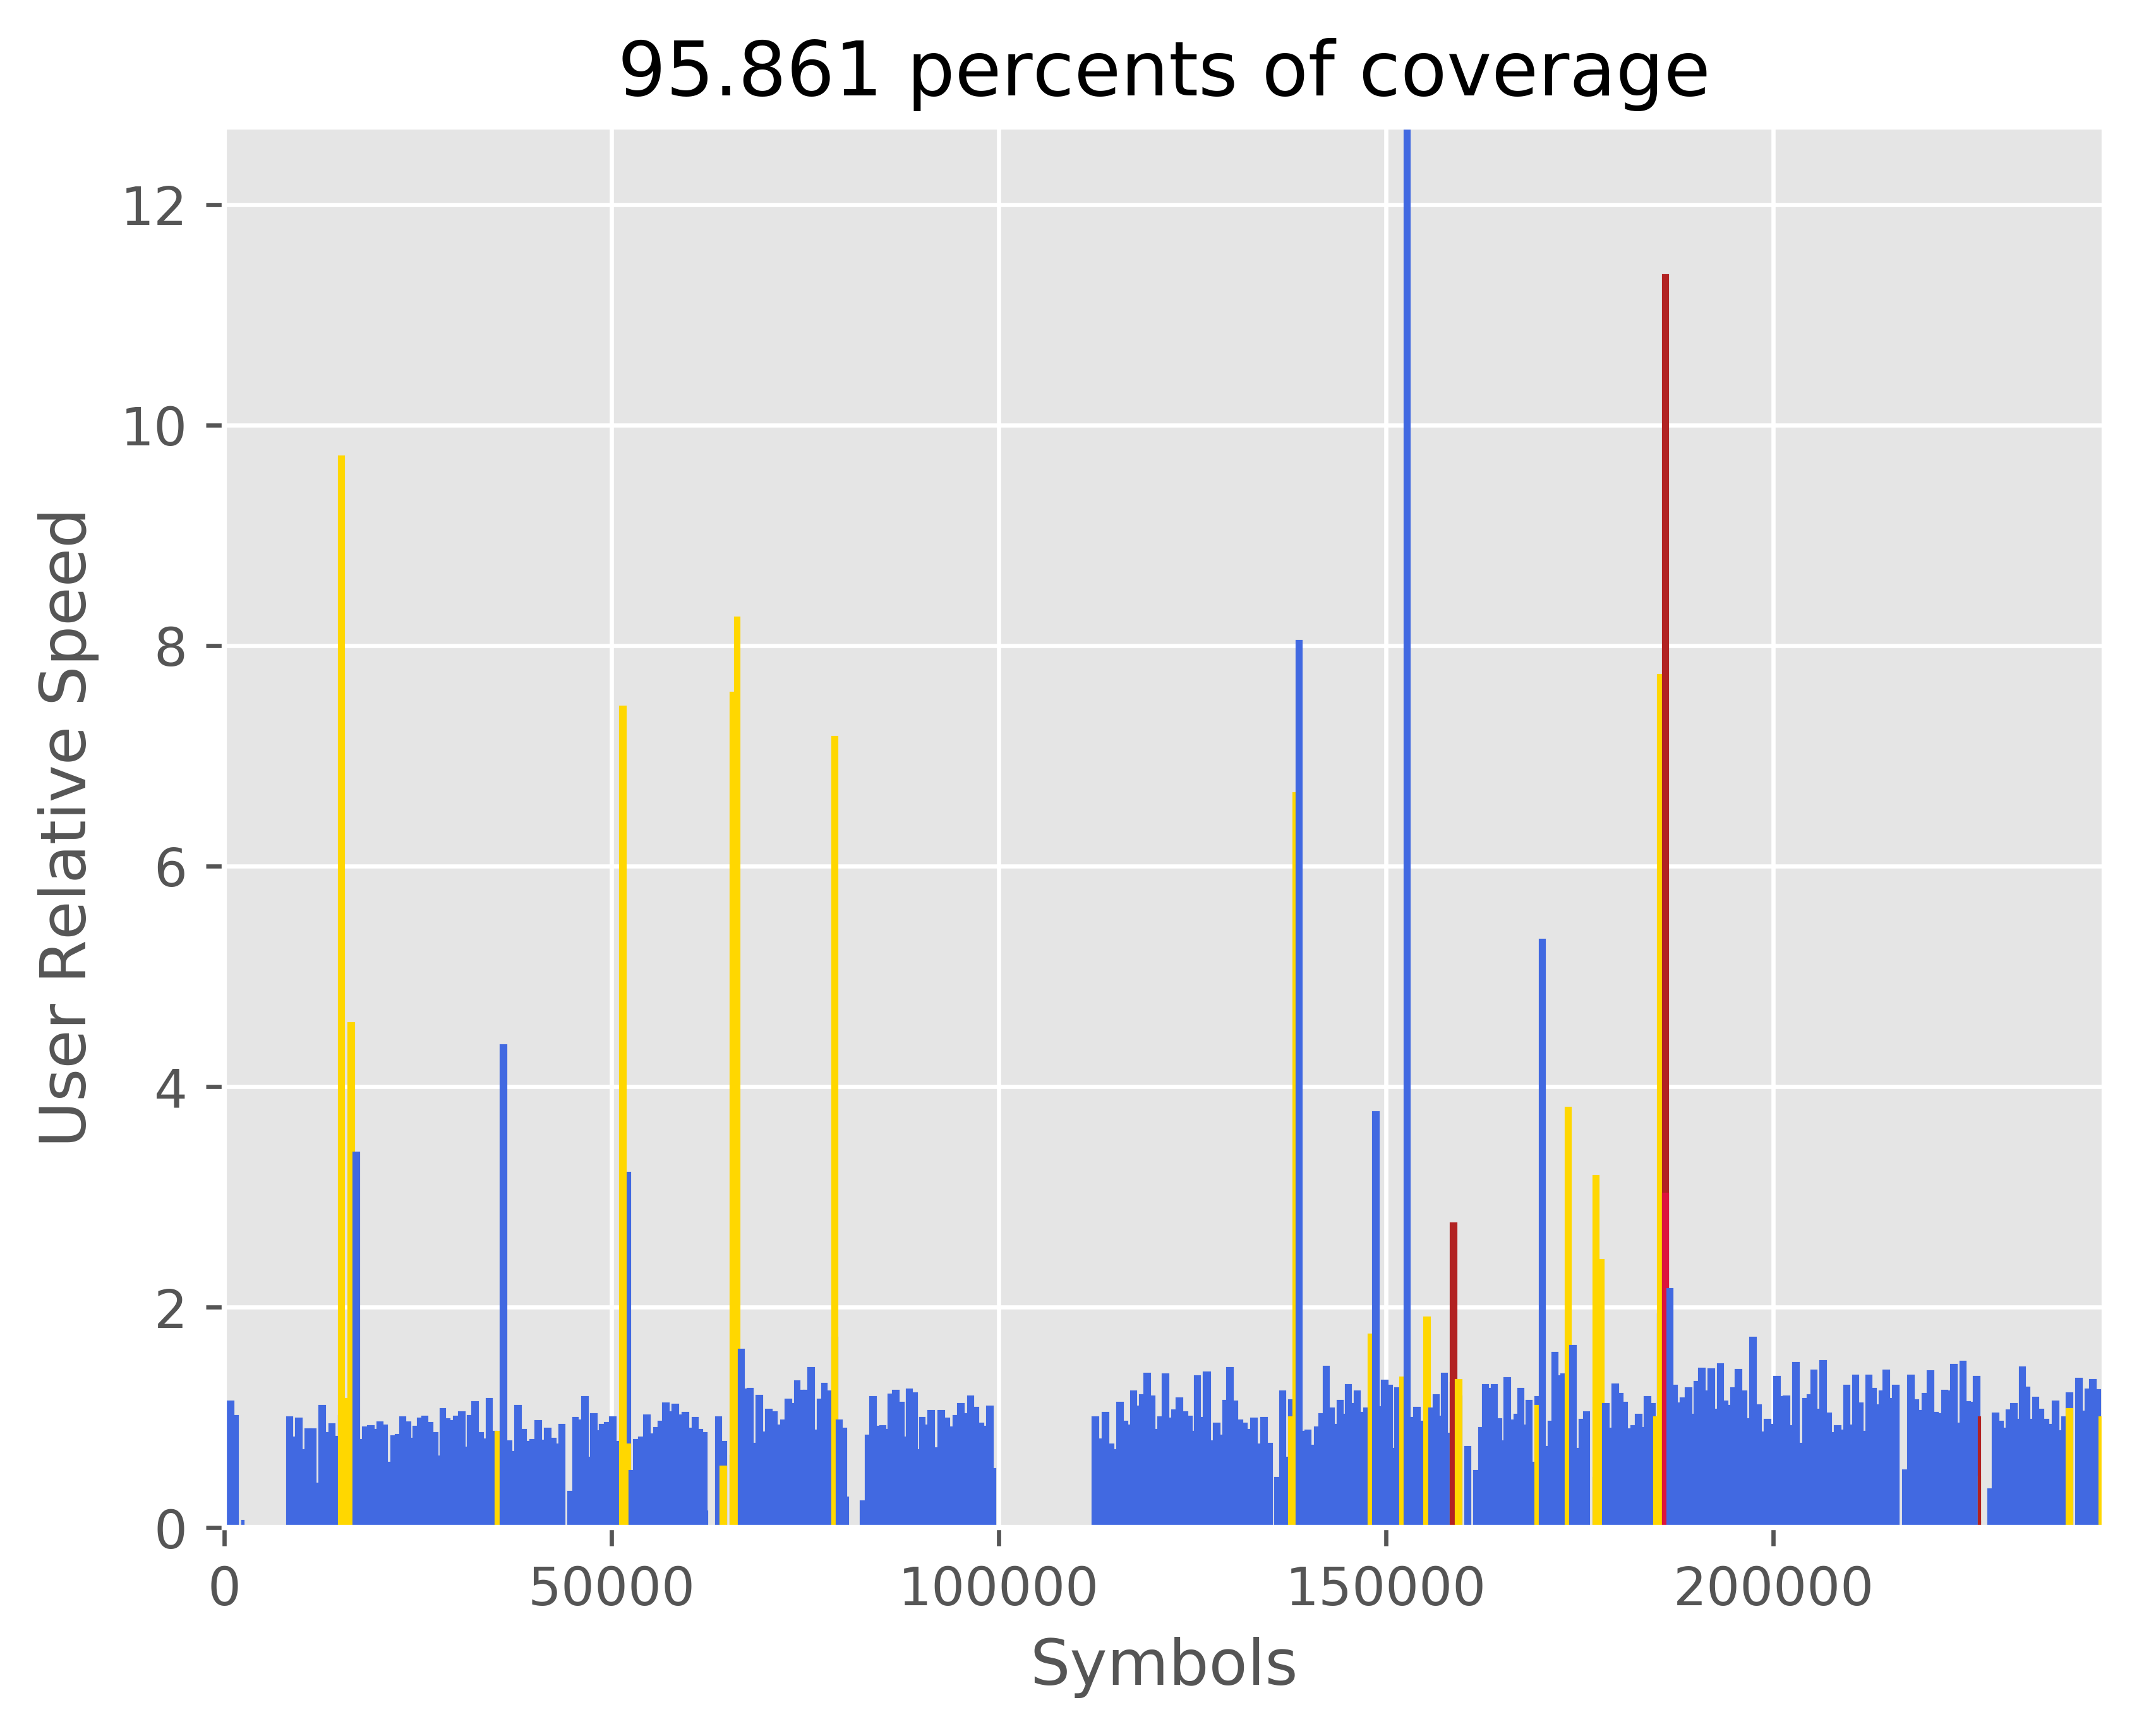 95.861 percents of coverage
12
10
8
6
4
2
0
User Relative Speed
0 50000 100000 150000 200000
Symbols